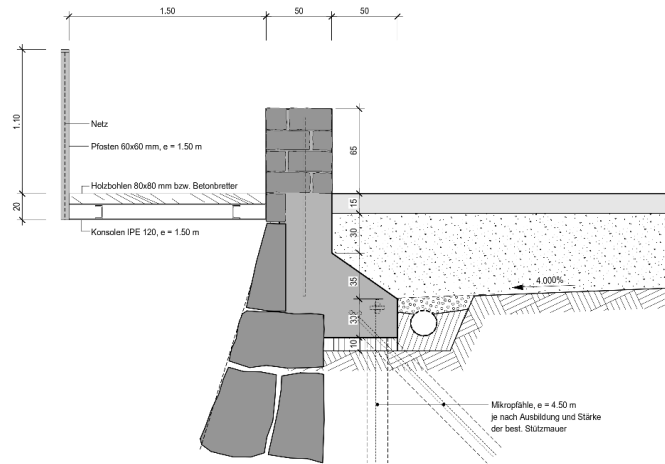 1.50
50
50
1.10
20
Netz
Pfosten 60x60 mm, e = 1.50 m
Holzbohlen 80x80 mm bzw. Betonbretter
Konsolen IPE 120, e = 1.50 m
65
15
30
35
30
10
4.000%
Mikropfähle, e = 4.50 m
je nach Ausbildung und Stärke
der best. Stützmauer